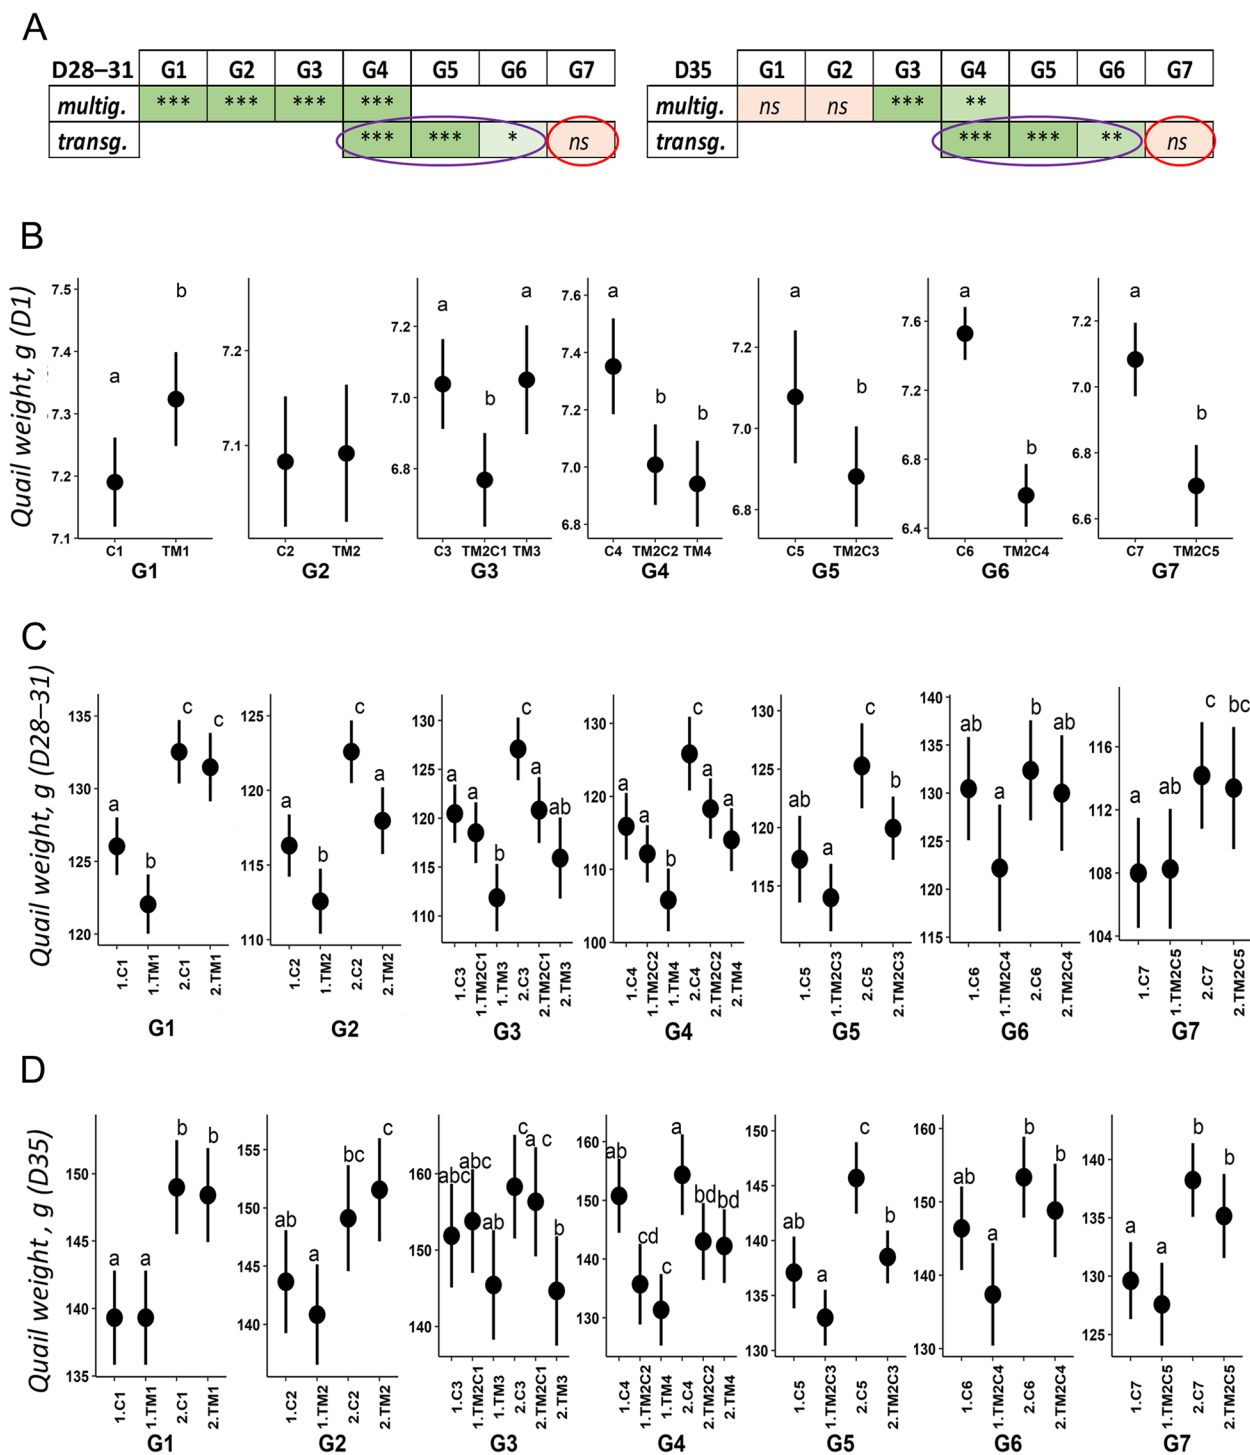 A
D28–31 G1 G2 G3 G4 G5 G6 G7
multig. *** *** *** ***
transg. *** *** * ns
D35 G1 G2 G3 G4 G5 G6 G7
multig. ns ns *** **
transg. *** *** ** ns
B
Quail weight, g (D1)
7.5
7.4
7.3
7.2
7.1
a b
C1 TM1
G1
7.2
7.1
C2 TM2
G2
7.2
7.0
6.8
a b a
C3 TM2C1 TM3
G3
7.6
7.4
7.2
7.0
6.8
a b b
C4 TM2C2 TM4
G4
7.2
7.0
6.8
a b
C5 TM2C3
G5
7.6
7.2
6.8
6.4
a b
C6 TM2C4
G6
7.2
7.0
6.8
6.6
a b
C7 TM2C5
G7
C
Quail weight, g (D28–31)
135
130
125
120
a b c c
1.C1 1.TM1 2.C1 2.TM1
G1
125
120
115
110
a b c a
1.C2 1.TM2 2.C2 2.TM2
G2
130
125
120
115
110
a a b c a ab
1.C3 1.TM2C1 1.TM3 2.C3 2.TM2C1 2.TM3
G3
130
120
110
100
a a b c a a
1.C4 1.TM2C2 1.TM4 2.C4 2.TM2C2 2.TM4
G4
130
125
120
115
ab a c b
1.C5 1.TM2C3 2.C5 2.TM2C3
G5
140
135
130
125
120
115
ab a b ab
1.C6 1.TM2C4 2.C6 2.TM2C4
G6
116
112
108
104
a ab c bc
1.C7 1.TM2C5 2.C7 2.TM2C5
G7
D
Quail weight , g (D35)
150
145
140
135
a a b b
1.C1 1.TM1 2.C1 2.TM1
G1
155
150
145
140
ab a bc c
1.C2 1.TM2 2.C2 2.TM2
G2
160
150
140
abc abc ab c a c b
1.C3 1.TM2C1 1.TM3 2.C3 2.TM2C1 2.TM3
G3
160
150
140
130
ab cd c a bd bd
1.C4 1.TM2C2 1.TM4 2.C4 2.TM2C2 2.TM4
G4
150
145
140
135
130
ab a c b
1.C5 1.TM2C3 2.C5 2.TM2C3
G5
160
150
140
130
ab a b b
1.C6 1.TM2C4 2.C6 2.TM2C4
G6
140
135
130
125
a a b b
1.C7 1.TM2C5 2.C7 2.TM2C5
G7